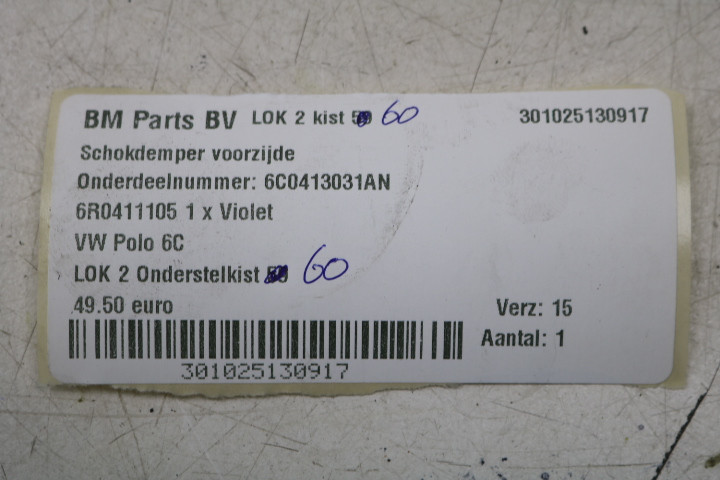 BM Parts BV LOK 2 kist 60 301025130917
Schokdemper voorzijde
Onderdeelnummer: 6C0413031AN
6R0411105 1 x Violet
VW Polo 6C
LOK 2 Onderstelkist 60
49.50 euro Verz: 15
Aantal: 1
301025130917